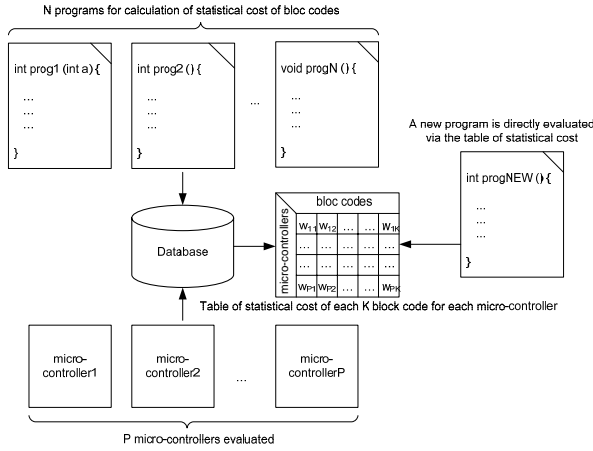 N programs for calculation of statistical cost of bloc codes
int prog1 (int a) {
...
...
...
}
int prog2 () {
...
...
...
}
...
void progN () {
...
...
...
}
A new program is directly evaluated
via the table of statistical cost
int progNEW () {
...
...
...
}
Database
bloc codes
micro-controllers
w11 w12 ... ... w1K
... ... ... ... ...
... ... ... ... ...
wP1 wP2 ... ... wPK
Table of statistical cost of each K block code for each micro-controller
micro-
controller1
micro-
controller2
...
micro-
controllerP
P micro-controllers evaluated